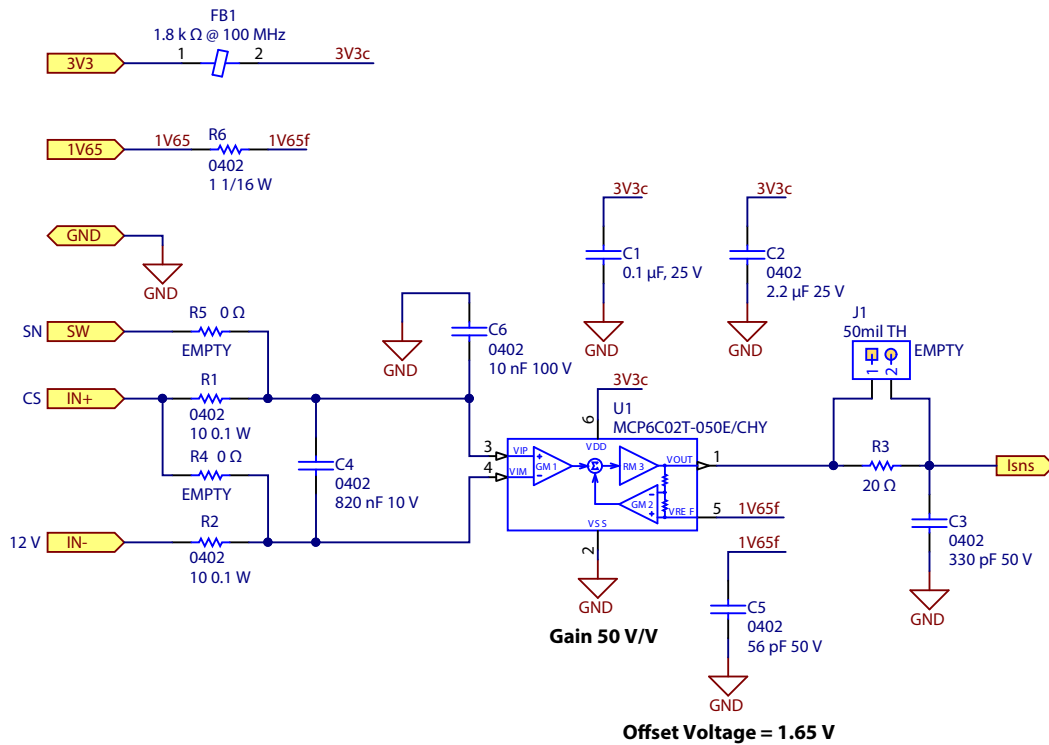 FB1
1.8 k Ω @ 100 MHz
3V3
1
2
3V3c
1V65
1V65
R6
1V65f
0402
1 1/16 W
GND
GND
3V3c
C1
0.1 µF, 25 V
GND
3V3c
C2
0402
2.2 µF 25 V
GND
SN
SW
R5 0 Ω
EMPTY
CS
IN+
R1
0402
10 0.1 W
R4 0 Ω
EMPTY
12 V
IN-
R2
0402
10 0.1 W
C4
0402
820 nF 10 V
GND
C6
0402
10 nF 100 V
3V3c
6
U1
MCP6C02T-050E/CHY
3
4
VIP
VIM
+
−
GM 1
Σ
RM 3
VDD
VOUT
1
GM 2
−
+
VRE F
5
1V65f
VSS
2
GND
Gain 50 V/V
1V65f
C5
0402
56 pF 50 V
GND
Offset Voltage = 1.65 V
J1
50mil TH
EMPTY
1
2
R3
20 Ω
Isns
C3
0402
330 pF 50 V
GND